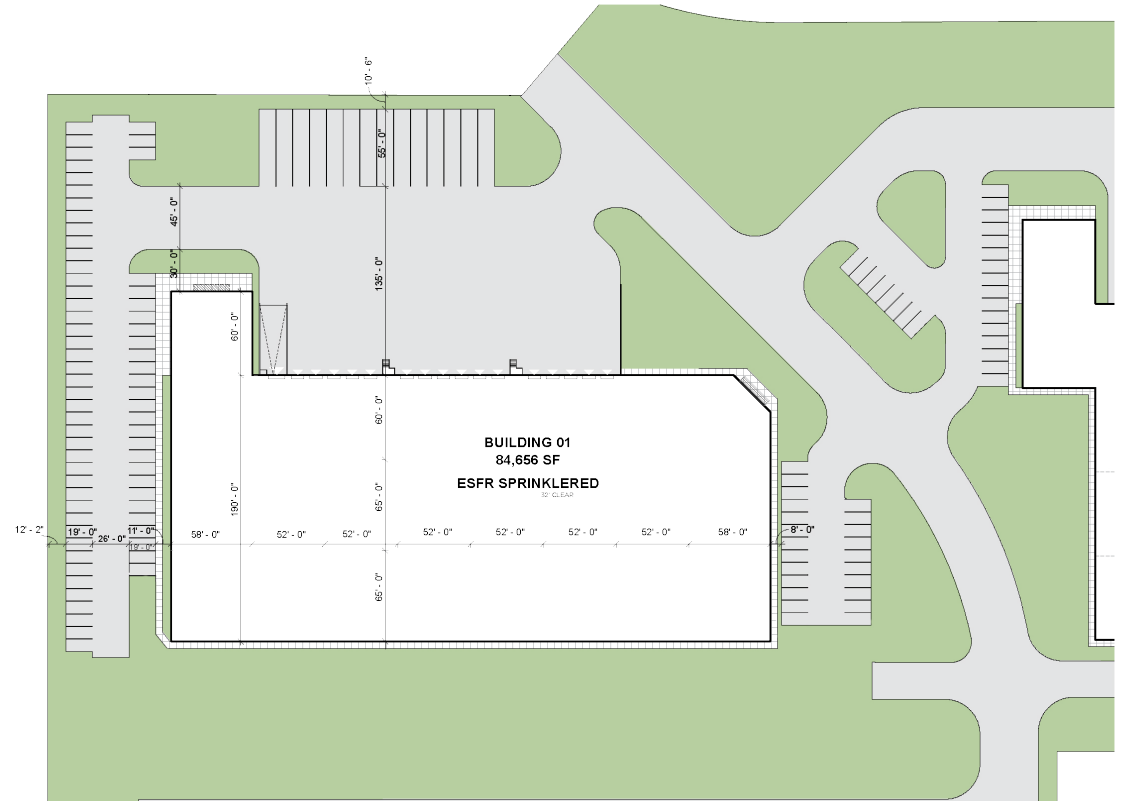 10' - 6"
55' - 0"
45' - 0"
30' - 0"
135' - 0"
60' - 0"
60' - 0"
BUILDING 01
84,656 SF
ESFR SPRINKLERED
32' CLEAR
190' - 0"
65' - 0"
12' - 2"
19' - 0"
26' - 0"
11' - 0"
19' - 0"
58' - 0"
52' - 0"
52' - 0"
52' - 0"
52' - 0"
52' - 0"
52' - 0"
58' - 0"
8' - 0"
65' - 0"